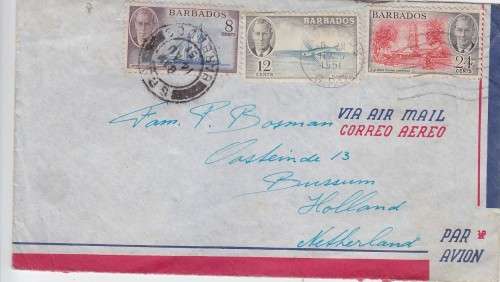 BARBADOS
8
CENTS
BARBADOS
12
CENTS
BARBADOS
24
CENTS
1951
VIA AIR MAIL
CORREO AEREO
Fam. P. Bosman
Oosteinde 13
Bussum
Holland
Netherland
PAR
AVION